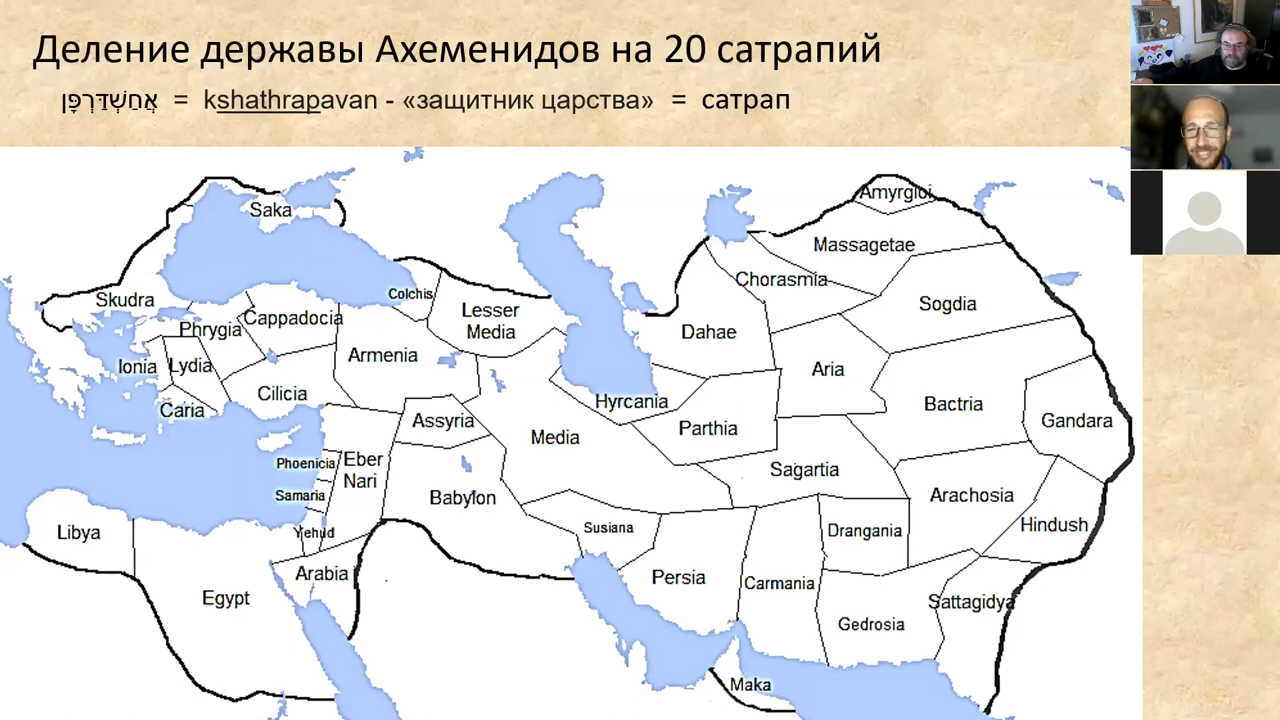 Деление державы Ахеменидов на 20 сатрапий
אֲחַשְׁדַּרְפָּן = kshathrapavan - «защитник царства» = сатрап
Amyrgioi
Saka
Massagetae
Chorasmia
Colchis
Skudra
Cappadocia
Lesser
Media
Sogdia
Phrygia
Dahae
Armenia
Ionia
Lydia
Aria
Cilicia
Hyrcania
Bactria
Caria
Assyria
Gandara
Parthia
Media
Phoenicia
Eber
Nari
Sagartia
Samaria
Babylon
Arachosia
Susiana
Hindush
Libya
Yehud
Drangania
Arabia
Persia
Carmania
Egypt
Sattagidya
Gedrosia
Maka